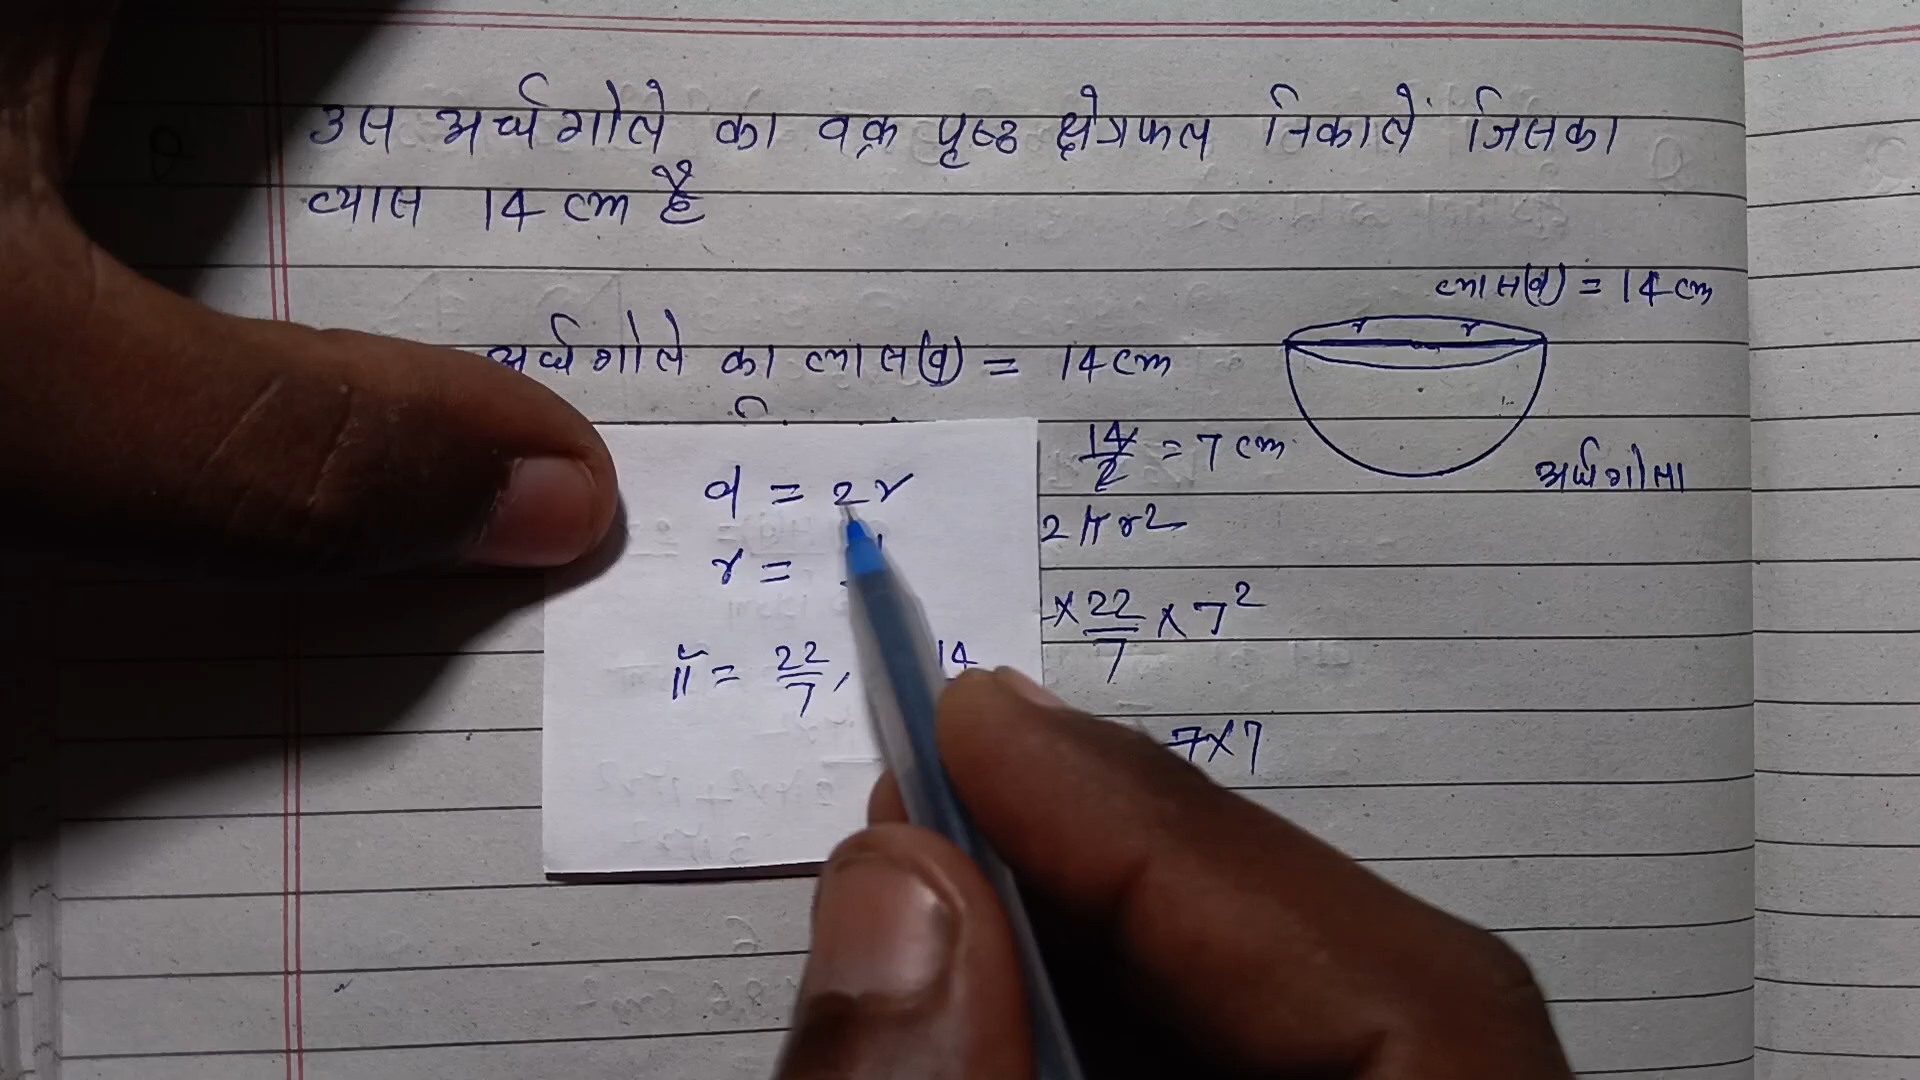 उस अर्धगोले का वक्र पृष्ठ क्षेत्रफल निकालें जिसका
व्यास 14 cm है
व्यास(d) = 14 cm
अर्धगोले का व्यास(d) = 14 cm
r r
14/2 = 7 cm
अर्धगोला
2πr2
× 22/7 × 7²
7×7
d = 2r
r =
π = 22/7, 14